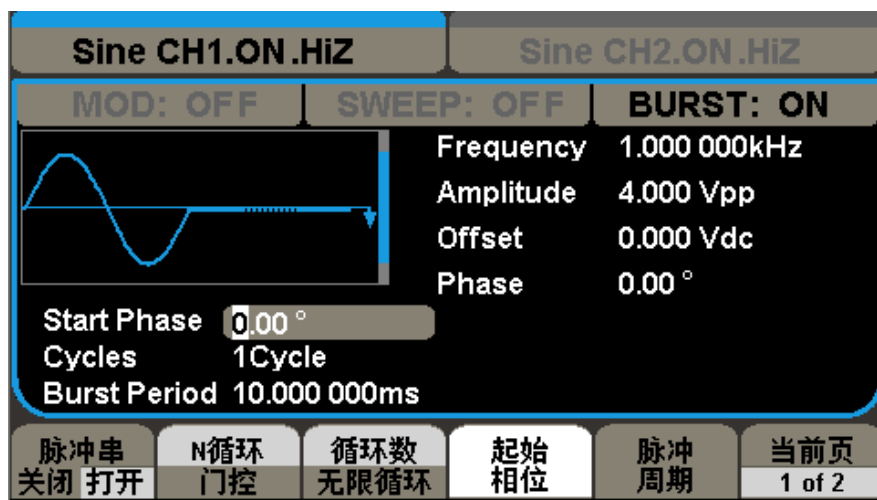 Sine CH1.ON.HiZ
Sine CH2.ON.HiZ
MOD: OFF
SWEEP: OFF
BURST: ON
Frequency 1.000 000kHz
Amplitude 4.000 Vpp
Offset 0.000 Vdc
Phase 0.00 °
Start Phase 0.00 °
Cycles 1Cycle
Burst Period 10.000 000ms
脉冲串
关闭 打开
N循环
门控
循环数
无限循环
起始
相位
脉冲
周期
当前页
1 of 2